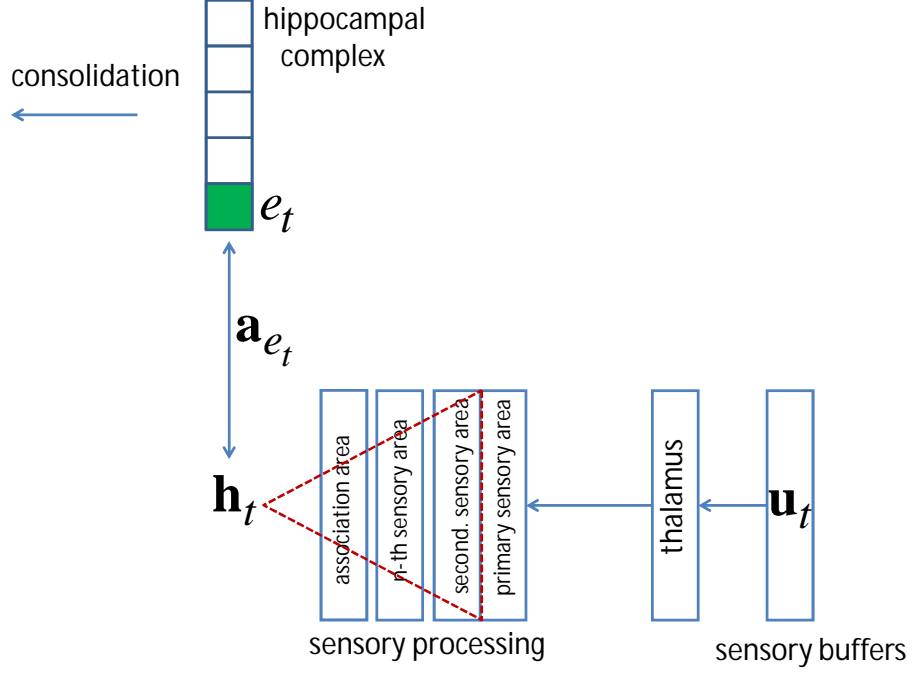 hippocampal
complex
consolidation
e_t
a_{e_t}
h_t
association area
n-th sensory area
second. sensory area
primary sensory area
thalamus
u_t
sensory processing
sensory buffers